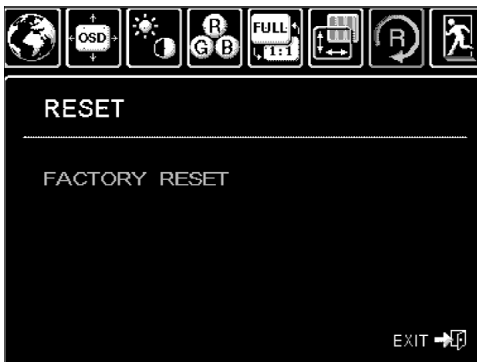 OSD
R
G B
FULL
1:1
R
RESET
FACTORY RESET
EXIT